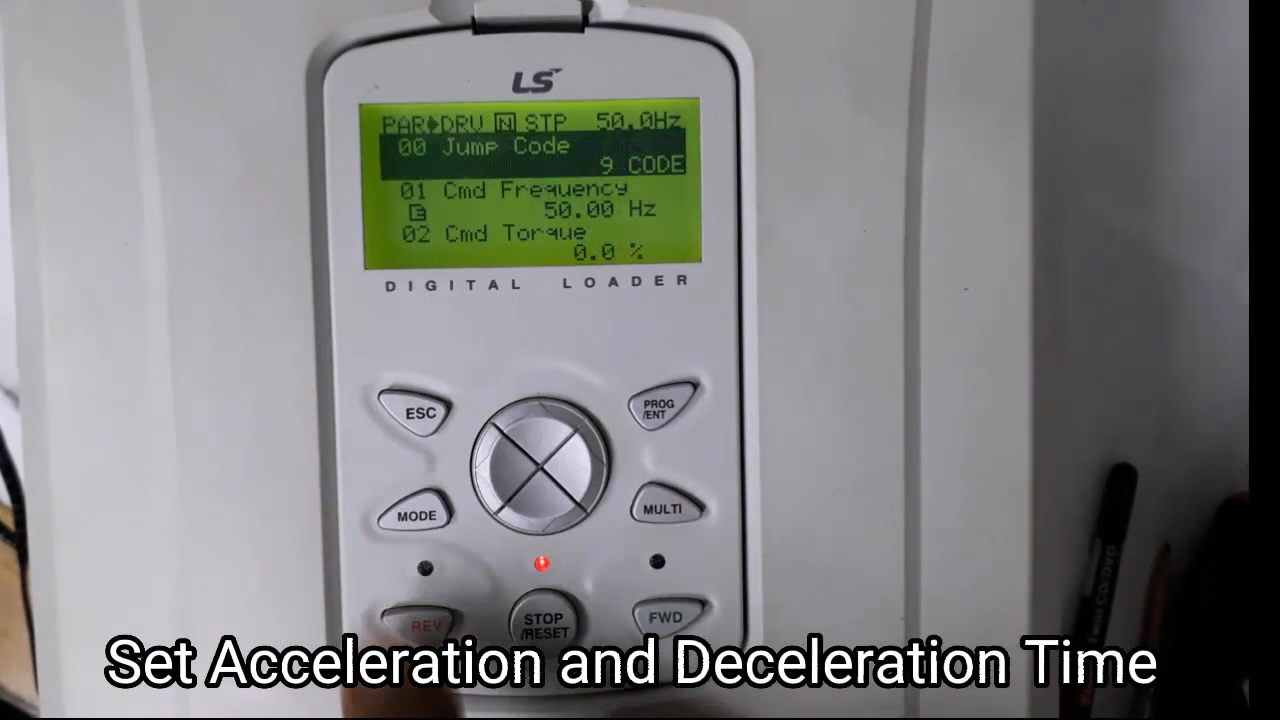 LS
PAR DRV N STP 50.0Hz
00 Jump Code
9 CODE
01 Cmd Frequency
E 50.00 Hz
02 Cmd Torque
0.0 %
DIGITAL LOADER
ESC
PROG
/ENT
MODE
MULTI
REV
STOP
/RESET
FWD
CD/DVD
Set Acceleration and Deceleration Time